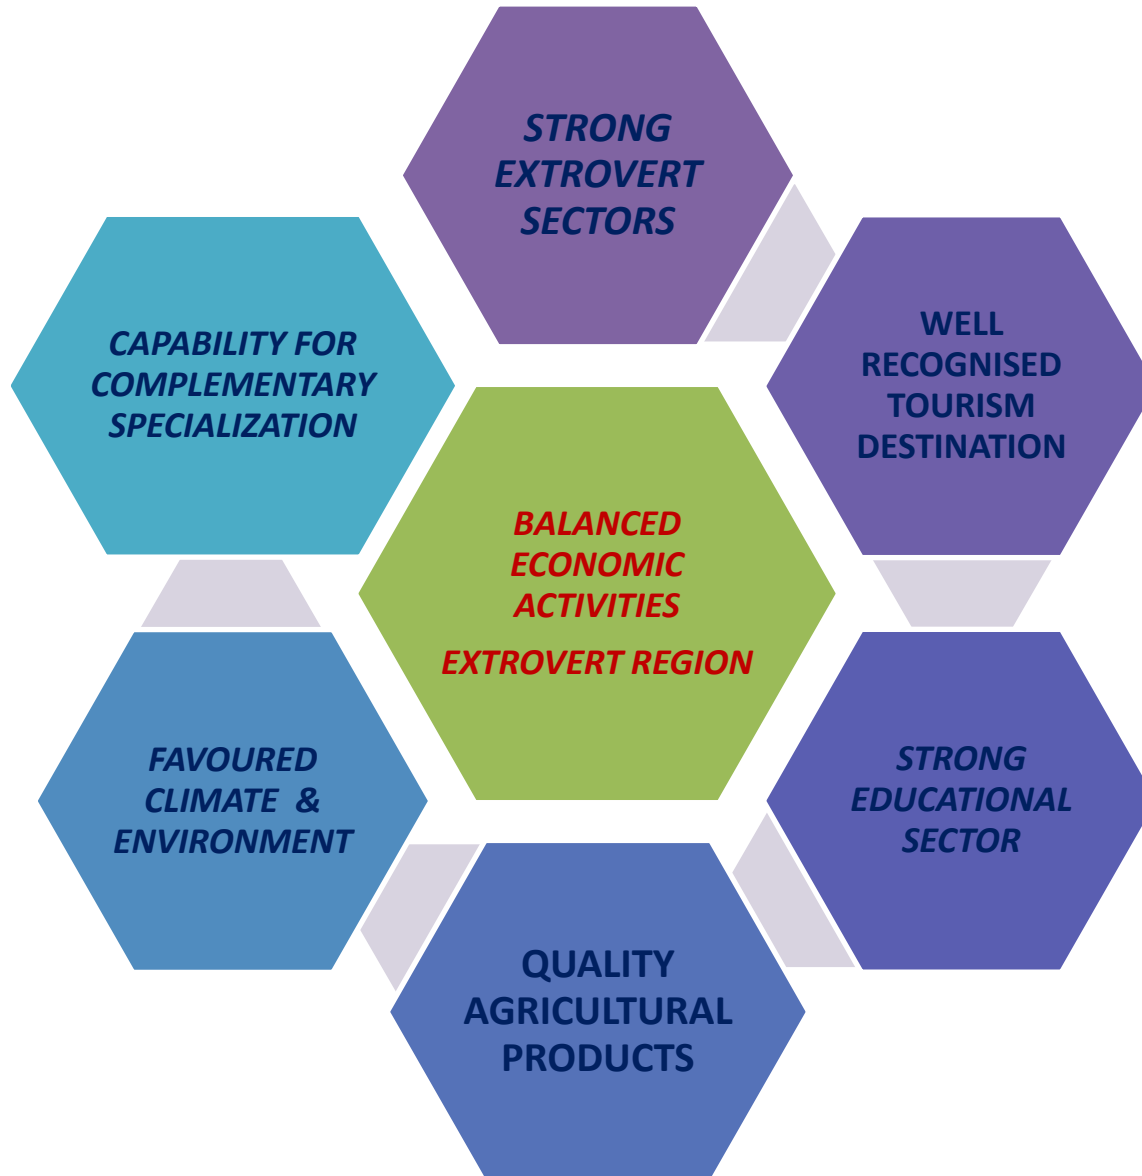 STRONG
EXTROVERT
SECTORS
WELL
RECOGNISED
TOURISM
DESTINATION
CAPABILITY FOR
COMPLEMENTARY
SPECIALIZATION
BALANCED
ECONOMIC
ACTIVITIES
EXTROVERT REGION
STRONG
EDUCATIONAL
SECTOR
FAVOURED
CLIMATE &
ENVIRONMENT
QUALITY
AGRICULTURAL
PRODUCTS